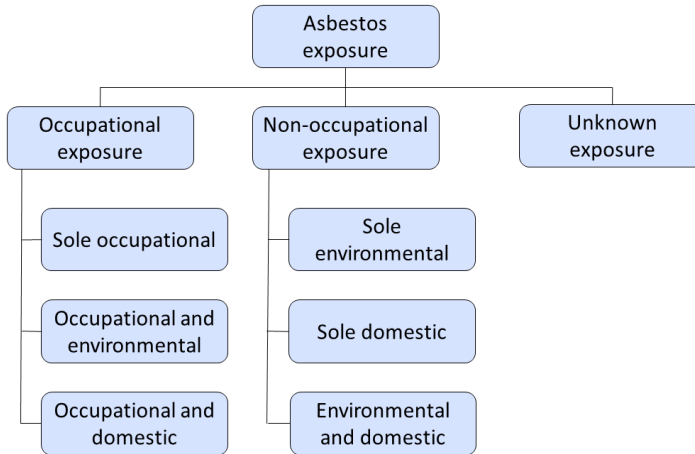 Asbestos
exposure
Occupational
exposure
Non-occupational
exposure
Unknown
exposure
Sole occupational
Occupational and
environmental
Occupational and
domestic
Sole
environmental
Sole domestic
Environmental
and domestic